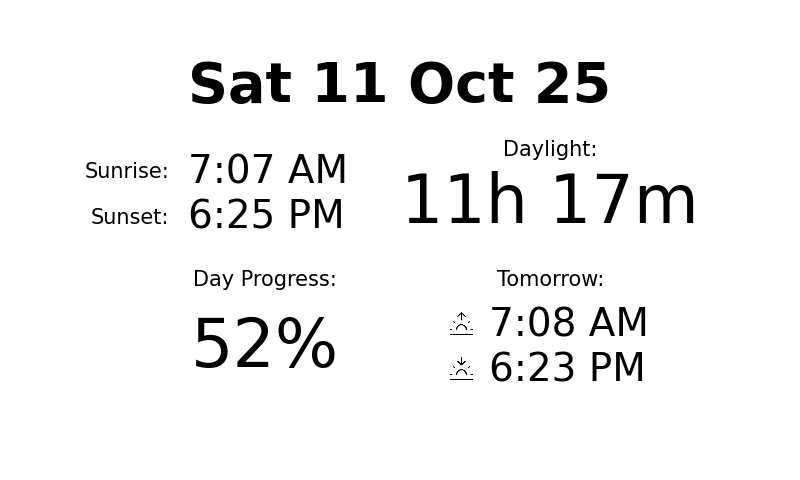 Sat 11 Oct 25
Sunrise: 7:07 AM
Sunset: 6:25 PM
Daylight:
11h 17m
Day Progress:
52%
Tomorrow:
7:08 AM
6:23 PM